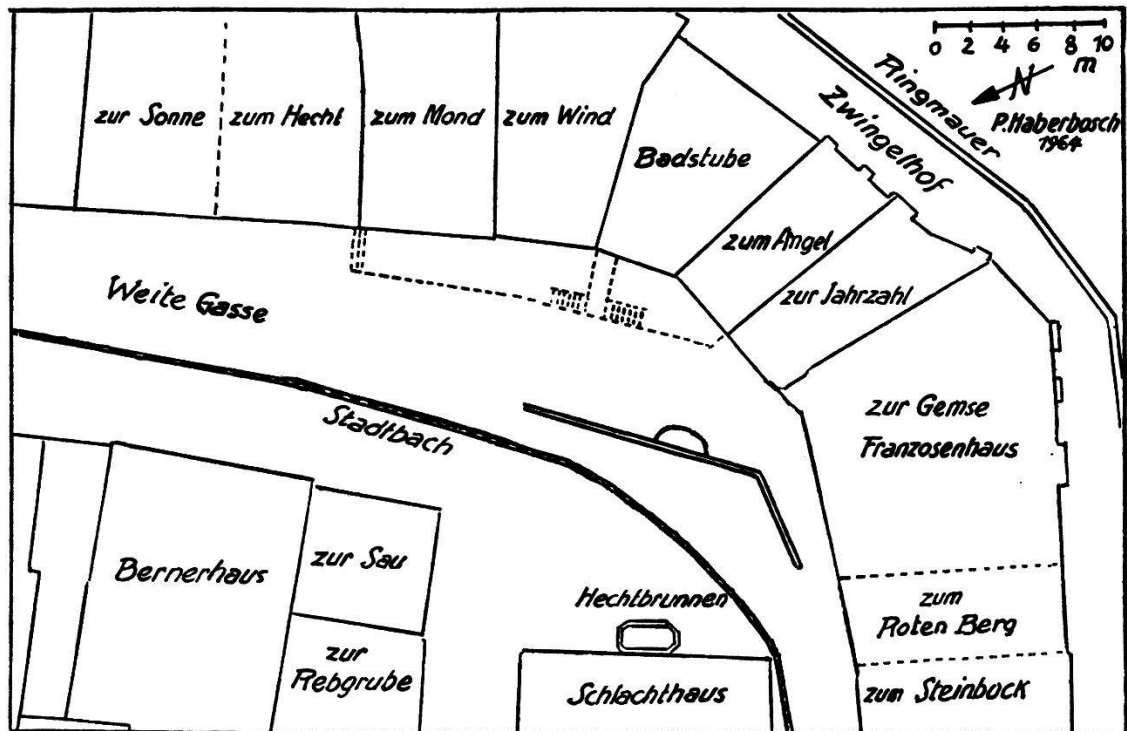 0 2 4 6 8 10
m
N
P. Haberbosch
1964
Ringmauer
Zwingelhof
zur Sonne
zum Hecht
zum Mond
zum Wind
Badstube
zum Angel
zur Jahrzahl
Weite Gasse
Stadtbach
zur Gemse
Franzosenhaus
Bernerhaus
zur Sau
zur
Rebgrube
Hechtbrunnen
Schlachthaus
zum
Roten Berg
zum Steinbock